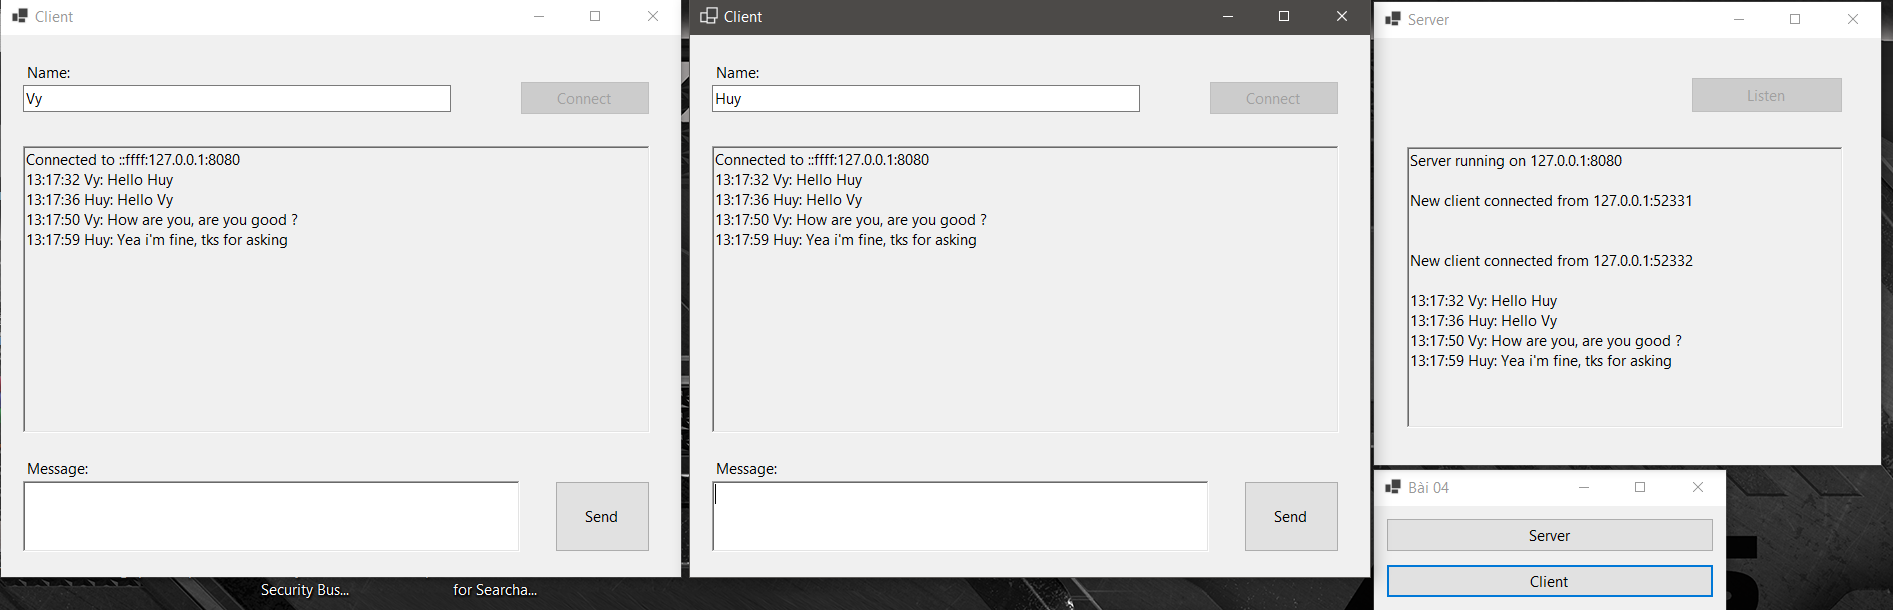 Client
Name:
Vy
Connect
Connected to ::ffff:127.0.0.1:8080
13:17:32 Vy: Hello Huy
13:17:36 Huy: Hello Vy
13:17:50 Vy: How are you, are you good ?
13:17:59 Huy: Yea i'm fine, tks for asking
Message:
Send
Client
Name:
Huy
Connect
Connected to ::ffff:127.0.0.1:8080
13:17:32 Vy: Hello Huy
13:17:36 Huy: Hello Vy
13:17:50 Vy: How are you, are you good ?
13:17:59 Huy: Yea i'm fine, tks for asking
Message:
Send
Server
Listen
Server running on 127.0.0.1:8080
New client connected from 127.0.0.1:52331
New client connected from 127.0.0.1:52332
13:17:32 Vy: Hello Huy
13:17:36 Huy: Hello Vy
13:17:50 Vy: How are you, are you good ?
13:17:59 Huy: Yea i'm fine, tks for asking
Bài 04
Server
Client
Security Bus...
for Searcha...